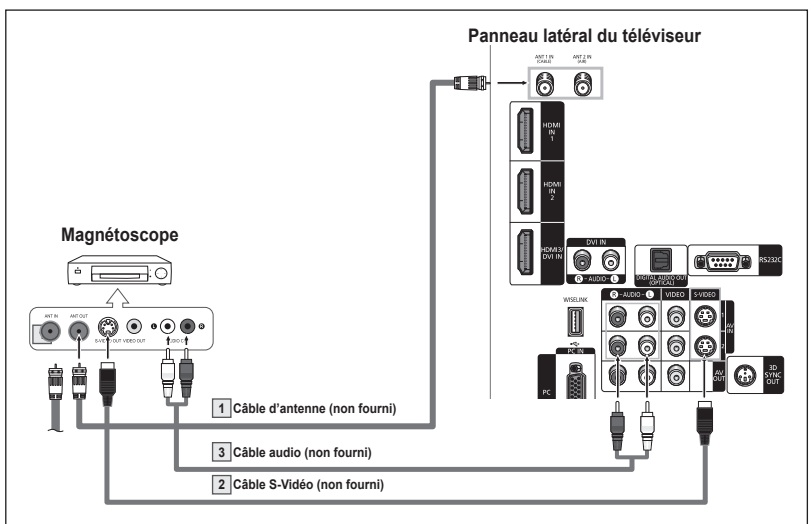 Panneau latéral du téléviseur
ANT 1 IN
(CABLE)
ANT 2 IN
(AIR)
HDMI
IN
1
HDMI
IN
2
HDMI3/
DVI IN
DVI IN
R - AUDIO - L
DIGITAL AUDIO OUT
(OPTICAL)
RS232C
Magnétoscope
WISELINK
R - AUDIO - L
VIDEO
S-VIDEO
1
2
AV
IN
AV
OUT
PC IN
PC
3D
SYNC
OUT
ANT IN
ANT OUT
VIDEO OUT
L
R
1 Câble d'antenne (non fourni)
3 Câble audio (non fourni)
2 Câble S-Vidéo (non fourni)